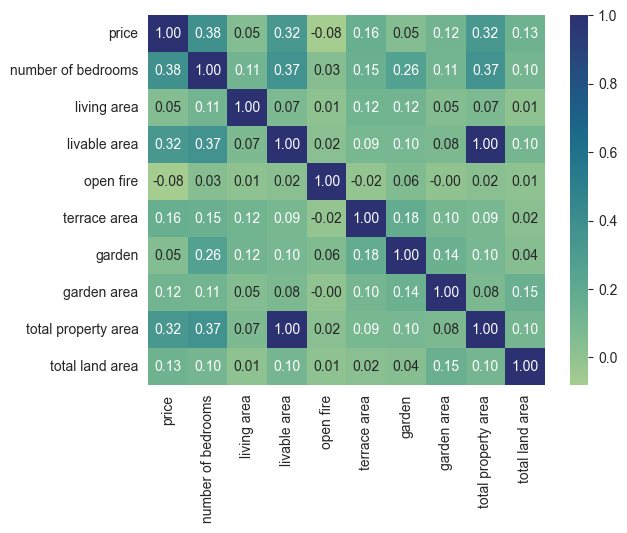 price 1.00 0.38 0.05 0.32 -0.08 0.16 0.05 0.12 0.32 0.13
number of bedrooms 0.38 1.00 0.11 0.37 0.03 0.15 0.26 0.11 0.37 0.10
living area 0.05 0.11 1.00 0.07 0.01 0.12 0.12 0.05 0.07 0.01
livable area 0.32 0.37 0.07 1.00 0.02 0.09 0.10 0.08 1.00 0.10
open fire -0.08 0.03 0.01 0.02 1.00 -0.02 0.06 -0.00 0.02 0.01
terrace area 0.16 0.15 0.12 0.09 -0.02 1.00 0.18 0.10 0.09 0.02
garden 0.05 0.26 0.12 0.10 0.06 0.18 1.00 0.14 0.10 0.04
garden area 0.12 0.11 0.05 0.08 -0.00 0.10 0.14 1.00 0.08 0.15
total property area 0.32 0.37 0.07 1.00 0.02 0.09 0.10 0.08 1.00 0.10
total land area 0.13 0.10 0.01 0.10 0.01 0.02 0.04 0.15 0.10 1.00
price
number of bedrooms
living area
livable area
open fire
terrace area
garden
garden area
total property area
total land area
1.0
0.8
0.6
0.4
0.2
0.0